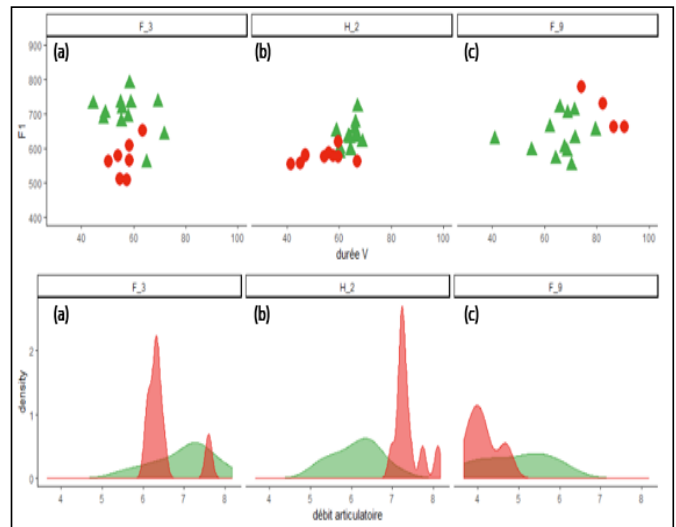 F_3 H_2 F_9
(a) (b) (c)
900
800
700
600
500
400
F1
40 60 80 100 40 60 80 100 40 60 80 100
durée V
F_3 H_2 F_9
(a) (b) (c)
2
1
0
density
4 5 6 7 8 4 5 6 7 8 4 5 6 7 8
débit articulatoire